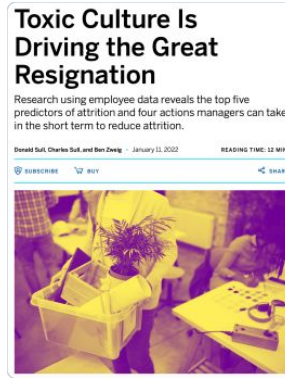 Toxic Culture Is
Driving the Great
Resignation
Research using employee data reveals the top five
predictors of attrition and four actions managers can take
in the short term to reduce attrition.
Donald Sull, Charles Sull, and Ben Zweig • January 11, 2022 READING TIME: 12 MIN
SUBSCRIBE BUY SHARE